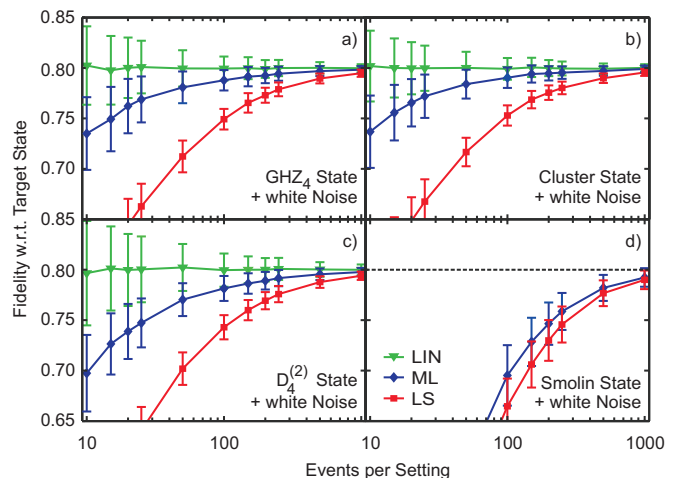 0.85
0.80
0.75
0.70
a)
GHZ4 State
+ white Noise
b)
Cluster State
+ white Noise
Fidelity w.r.t. Target State
0.85
0.80
0.75
0.70
0.65
c)
D4(2) State
+ white Noise
d)
LIN
ML
LS
Smolin State
+ white Noise
10 100 10 100 1000
Events per Setting